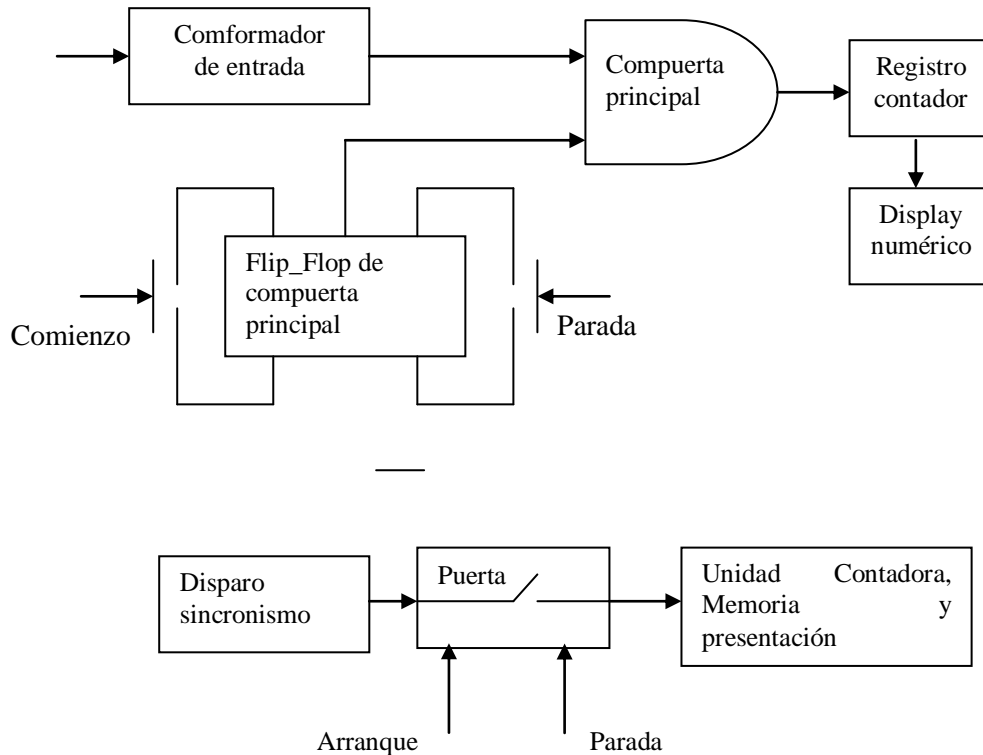 Comformador
de entrada
Compuerta
principal
Registro
contador
Display
numérico
Flip_Flop de
compuerta
principal
Comienzo
Parada
Disparo
sincronismo
Puerta
Unidad Contadora,
Memoria y
presentación
Arranque
Parada